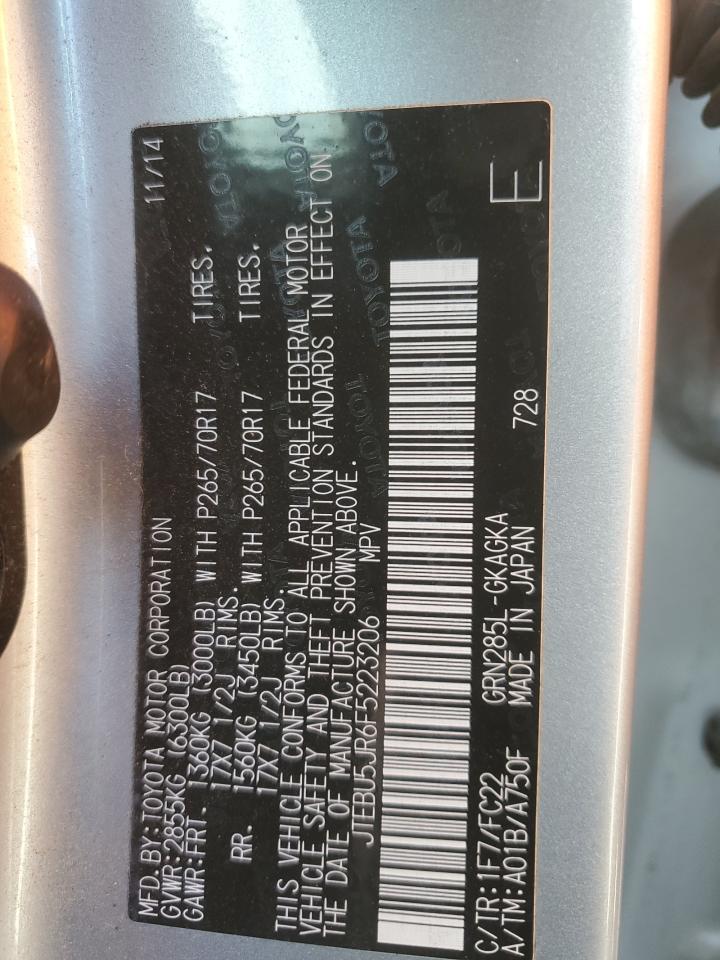 MFD. BY: TOYOTA MOTOR CORPORATION 11/14
GVWR: 2855KG (6300LB)
GAWR: FRT. 1360KG (3000LB) WITH P265/70R17 TIRES.
17X7 1/2J RIMS.
RR. 1560KG (3450LB) WITH P265/70R17 TIRES.
17X7 1/2J RIMS.
THIS VEHICLE CONFORMS TO ALL APPLICABLE FEDERAL MOTOR
VEHICLE SAFETY AND THEFT PREVENTION STANDARDS IN EFFECT ON
THE DATE OF MANUFACTURE SHOWN ABOVE.
JTEBU5JR6F5223206 MPV
C/TR: 1F7/FC22 GRN285L-GKAGKA
A/TM: A01B/A750F MADE IN JAPAN 728 E